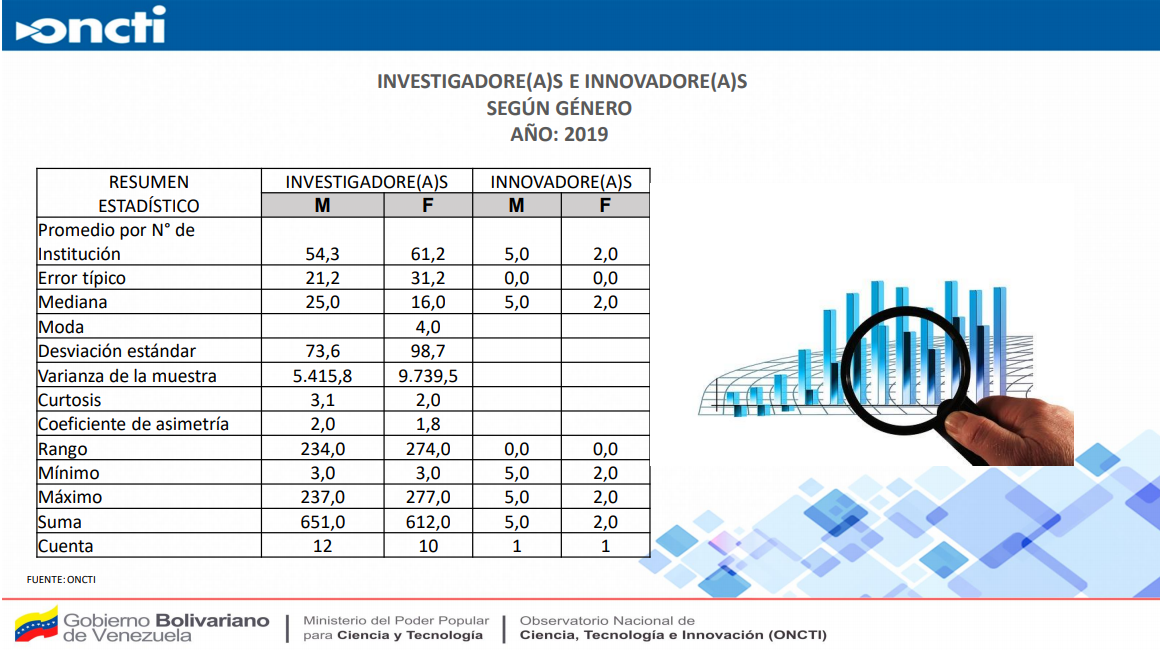 oncti
INVESTIGADORE(A)S E INNOVADORE(A)S
SEGÚN GÉNERO
AÑO: 2019
RESUMEN ESTADÍSTICO INVESTIGADORE(A)S INNOVADORE(A)S
M F M F
Promedio por N° de
Institución 54,3 61,2 5,0 2,0
Error típico 21,2 31,2 0,0 0,0
Mediana 25,0 16,0 5,0 2,0
Moda 4,0
Desviación estándar 73,6 98,7
Varianza de la muestra 5.415,8 9.739,5
Curtosis 3,1 2,0
Coeficiente de asimetría 2,0 1,8
Rango 234,0 274,0 0,0 0,0
Mínimo 3,0 3,0 5,0 2,0
Máximo 237,0 277,0 5,0 2,0
Suma 651,0 612,0 5,0 2,0
Cuenta 12 10 1 1
FUENTE: ONCTI
Gobierno Bolivariano
de Venezuela
Ministerio del Poder Popular
para Ciencia y Tecnología
Observatorio Nacional de
Ciencia, Tecnología e Innovación (ONCTI)